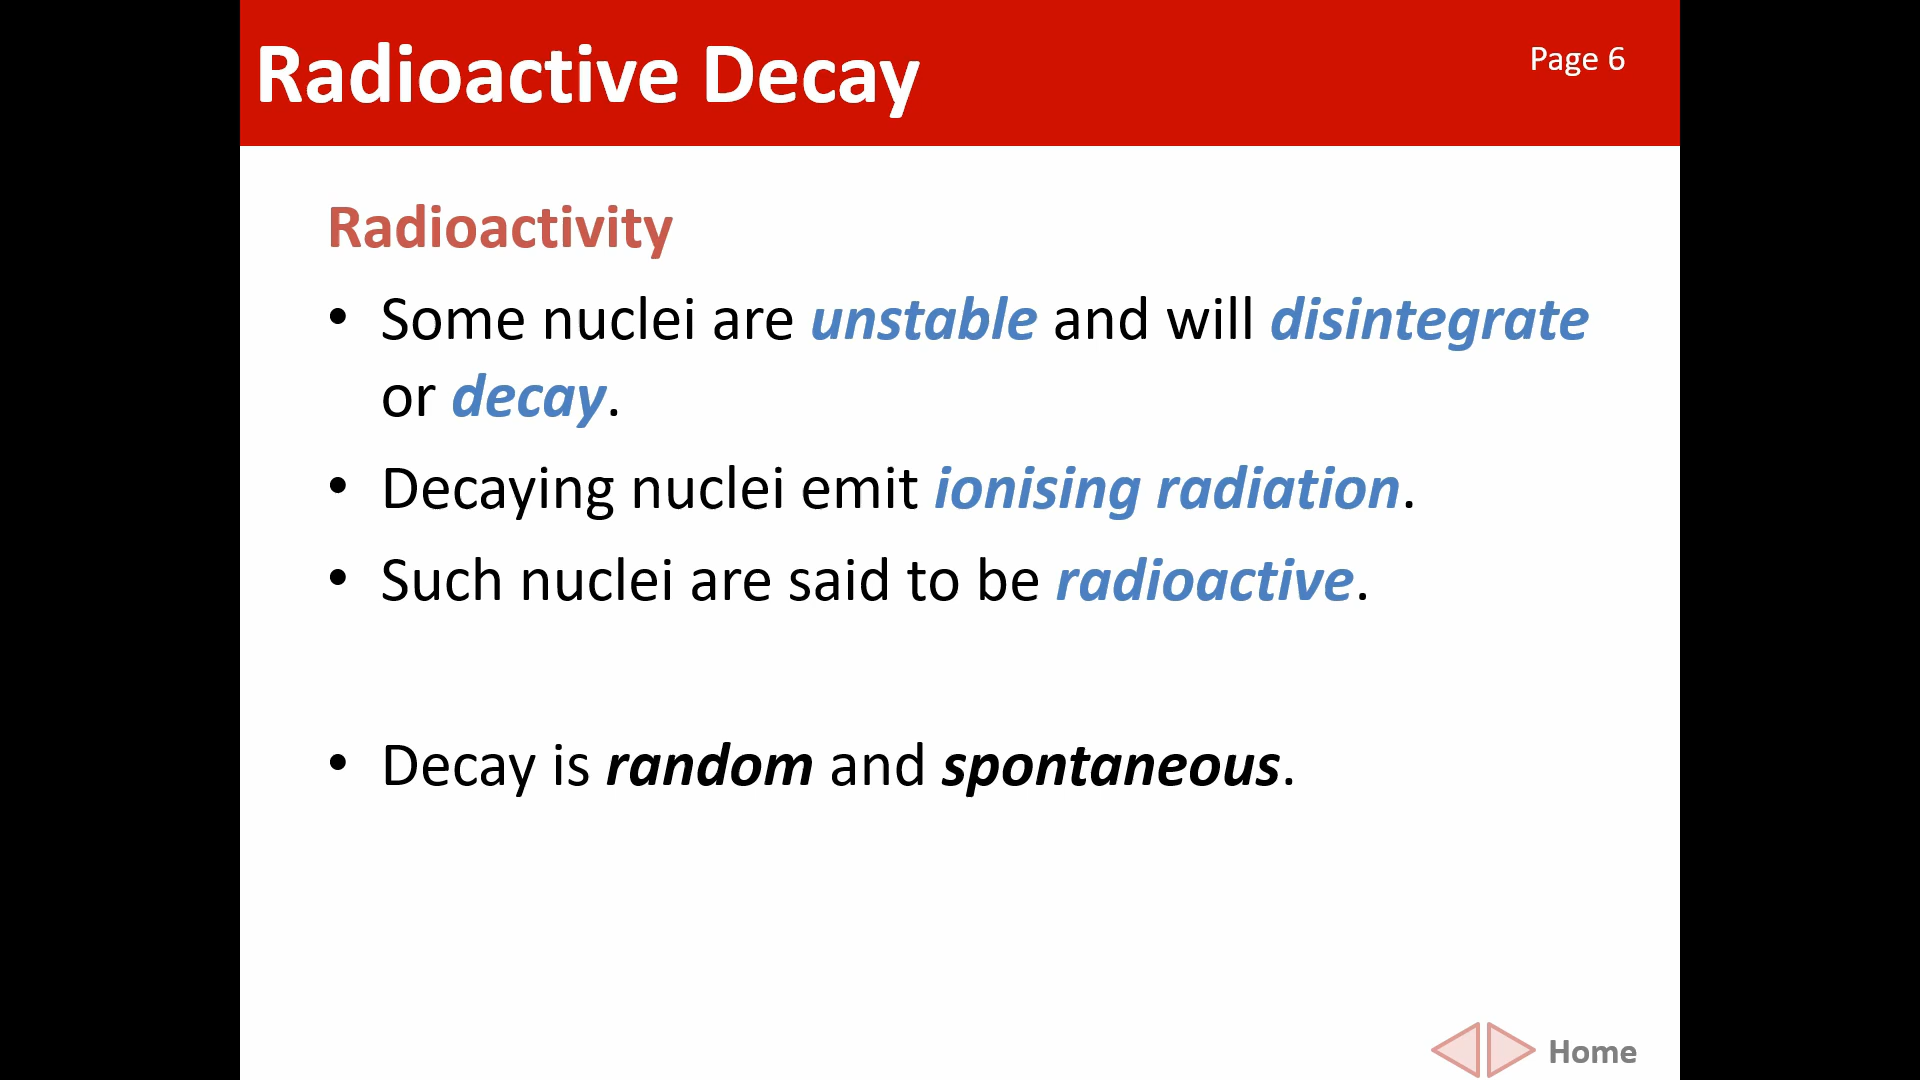 Radioactive Decay
Page 6
Radioactivity
• Some nuclei are unstable and will disintegrate
or decay.
• Decaying nuclei emit ionising radiation.
• Such nuclei are said to be radioactive.
• Decay is random and spontaneous.
Home